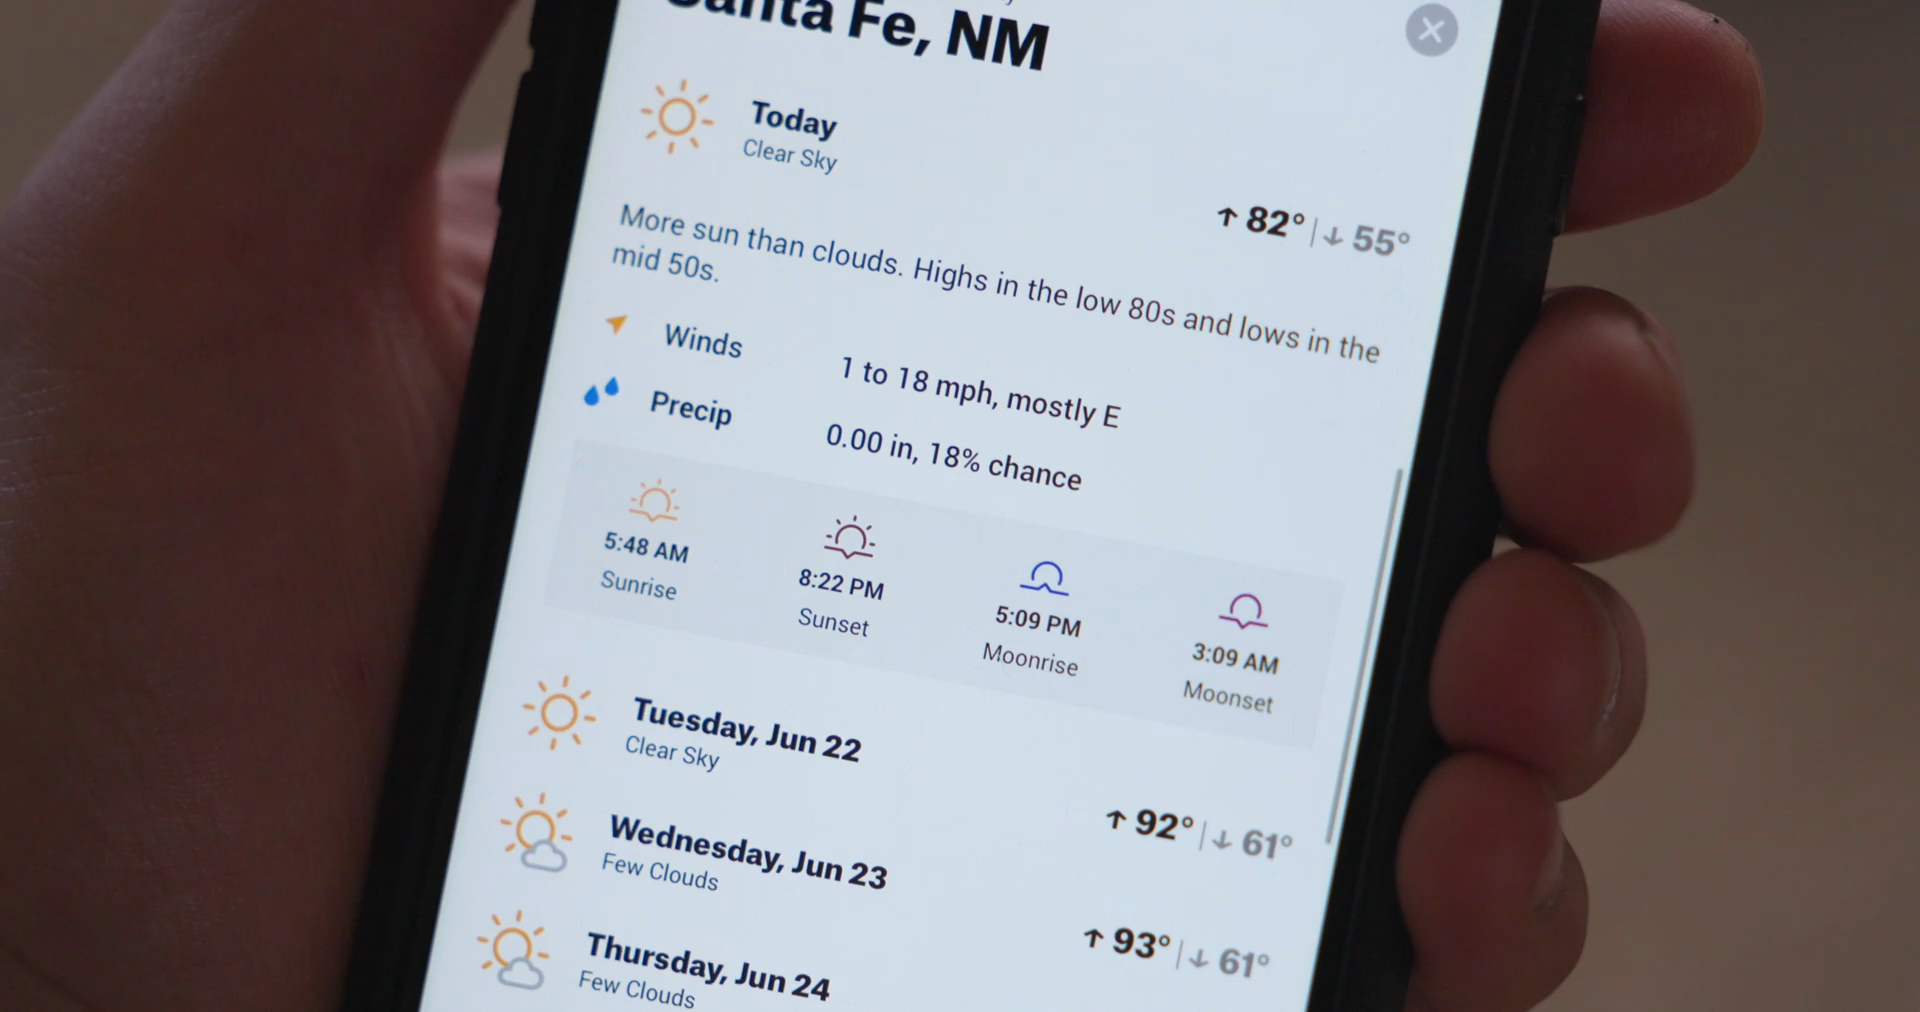 Santa Fe, NM
Today
Clear Sky
↑ 82° | ↓ 55°
More sun than clouds. Highs in the low 80s and lows in the
mid 50s.
Winds 1 to 18 mph, mostly E
Precip 0.00 in, 18% chance
5:48 AM 8:22 PM 5:09 PM 3:09 AM
Sunrise Sunset Moonrise Moonset
Tuesday, Jun 22
Clear Sky
↑ 92° | ↓ 61°
Wednesday, Jun 23
Few Clouds
↑ 93° | ↓ 61°
Thursday, Jun 24
Few Clouds